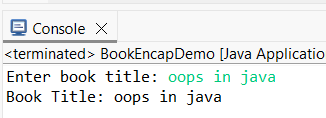 Console
<terminated> BookEncapDemo [Java Applicatio
Enter book title: oops in java
Book Title: oops in java